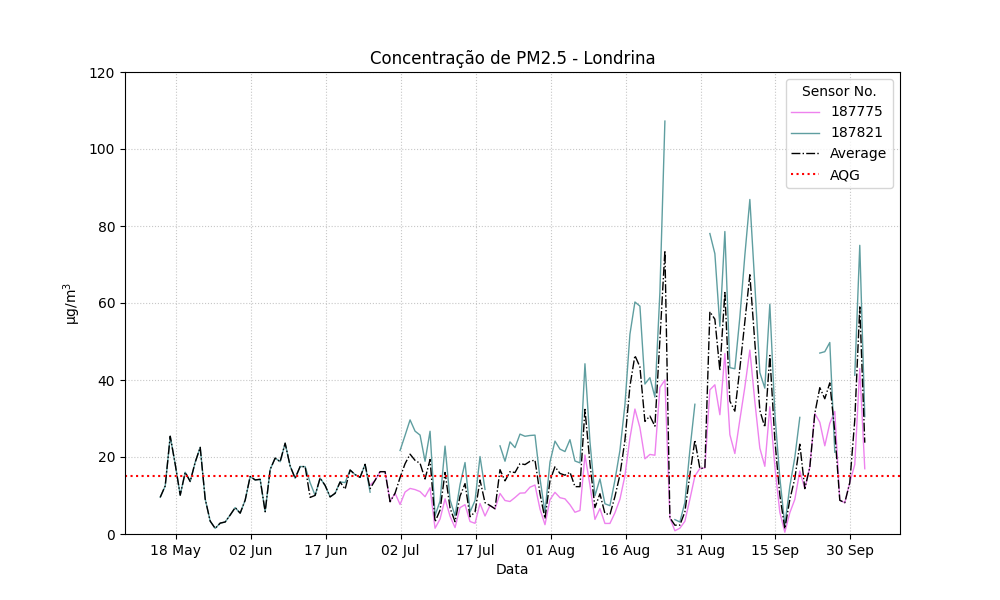 Concentração de PM2.5 - Londrina
120
100
80
60
40
20
0
µg/m³
Sensor No.
187775
187821
Average
AQG
18 May 02 Jun 17 Jun 02 Jul 17 Jul 01 Aug 16 Aug 31 Aug 15 Sep 30 Sep
Data